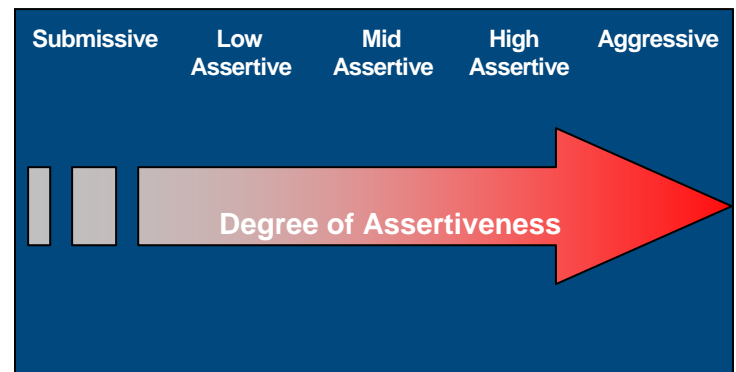 Submissive Low Mid High Aggressive
Assertive Assertive Assertive
Degree of Assertiveness